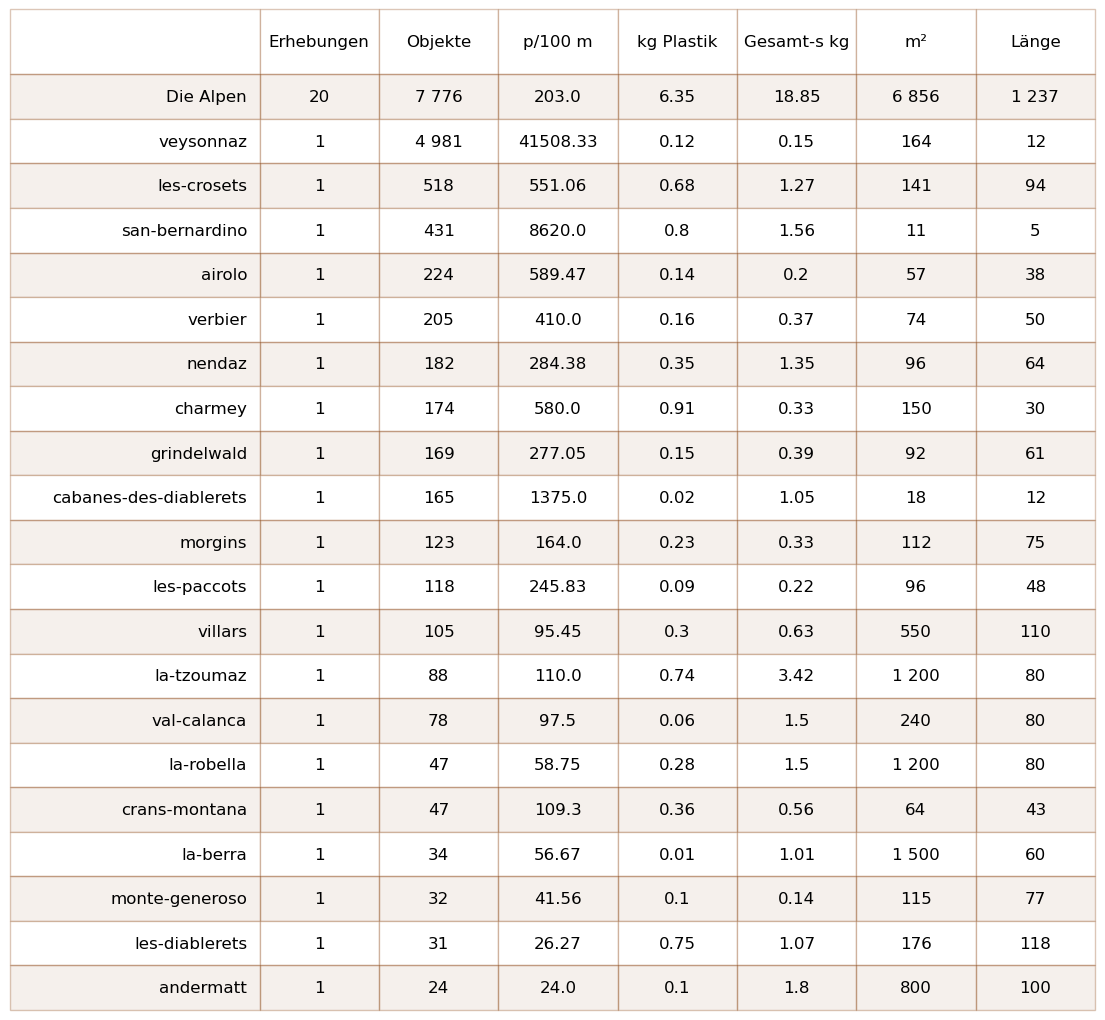 Erhebungen Objekte p/100 m kg Plastik Gesamt-s kg m² Länge
Die Alpen 20 7 776 203.0 6.35 18.85 6 856 1 237
veysonnaz 1 4 981 41508.33 0.12 0.15 164 12
les-crosets 1 518 551.06 0.68 1.27 141 94
san-bernardino 1 431 8620.0 0.8 1.56 11 5
airolo 1 224 589.47 0.14 0.2 57 38
verbier 1 205 410.0 0.16 0.37 74 50
nendaz 1 182 284.38 0.35 1.35 96 64
charmey 1 174 580.0 0.91 0.33 150 30
grindelwald 1 169 277.05 0.15 0.39 92 61
cabanes-des-diablerets 1 165 1375.0 0.02 1.05 18 12
morgins 1 123 164.0 0.23 0.33 112 75
les-paccots 1 118 245.83 0.09 0.22 96 48
villars 1 105 95.45 0.3 0.63 550 110
la-tzoumaz 1 88 110.0 0.74 3.42 1 200 80
val-calanca 1 78 97.5 0.06 1.5 240 80
la-robella 1 47 58.75 0.28 1.5 1 200 80
crans-montana 1 47 109.3 0.36 0.56 64 43
la-berra 1 34 56.67 0.01 1.01 1 500 60
monte-generoso 1 32 41.56 0.1 0.14 115 77
les-diablerets 1 31 26.27 0.75 1.07 176 118
andermatt 1 24 24.0 0.1 1.8 800 100